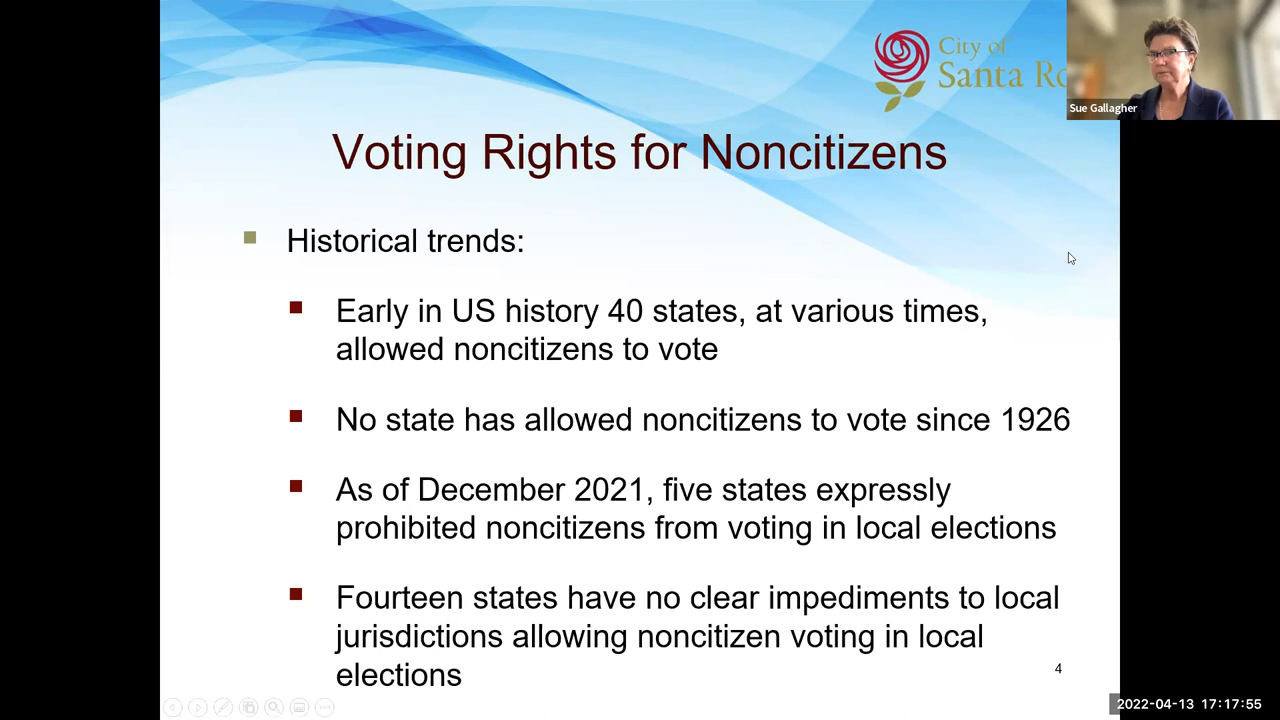 City of
Santa Ro
Sue Gallagher
Voting Rights for Noncitizens
Historical trends:
Early in US history 40 states, at various times,
allowed noncitizens to vote
No state has allowed noncitizens to vote since 1926
As of December 2021, five states expressly
prohibited noncitizens from voting in local elections
Fourteen states have no clear impediments to local
jurisdictions allowing noncitizen voting in local
elections
4
2022-04-13 17:17:55